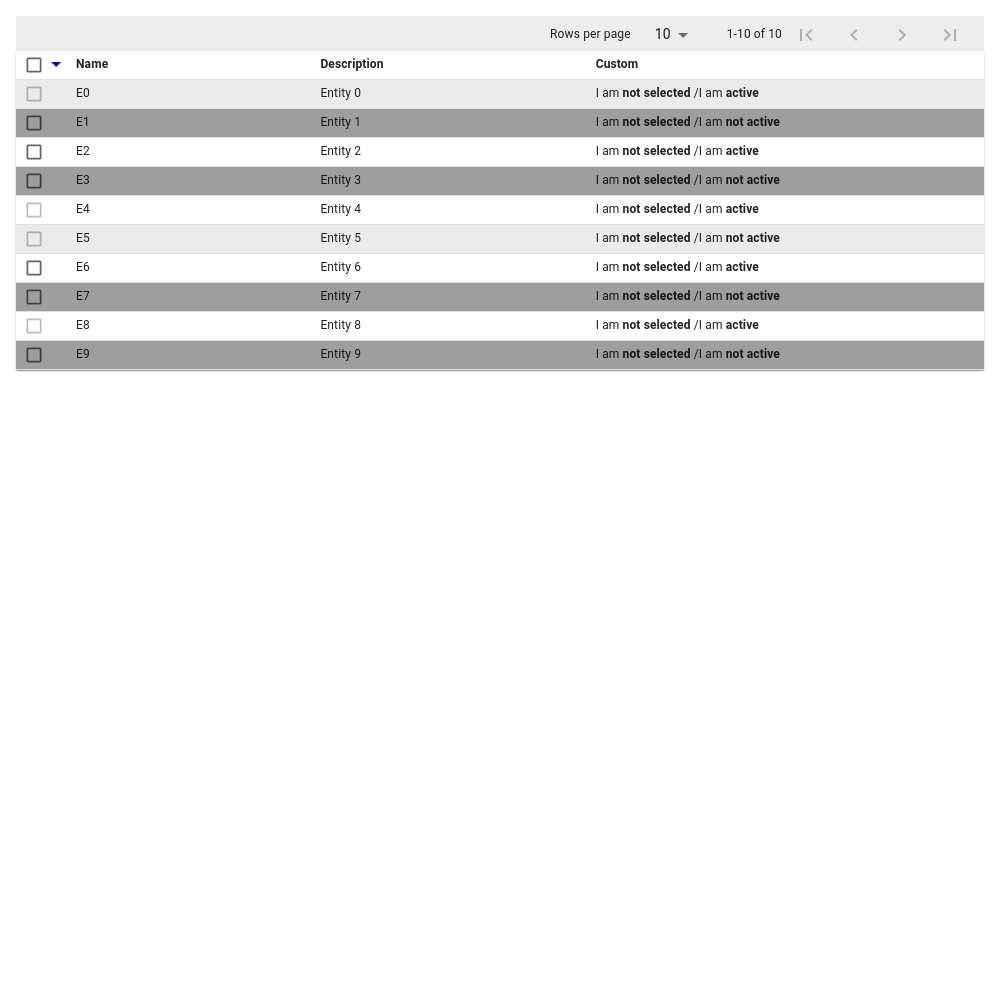 Rows per page 10 1-10 of 10
Name Description Custom
E0 Entity 0 I am not selected /I am active
E1 Entity 1 I am not selected /I am not active
E2 Entity 2 I am not selected /I am active
E3 Entity 3 I am not selected /I am not active
E4 Entity 4 I am not selected /I am active
E5 Entity 5 I am not selected /I am not active
E6 Entity 6 I am not selected /I am active
E7 Entity 7 I am not selected /I am not active
E8 Entity 8 I am not selected /I am active
E9 Entity 9 I am not selected /I am not active